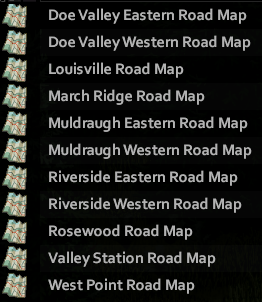 Doe Valley Eastern Road Map
Doe Valley Western Road Map
Louisville Road Map
March Ridge Road Map
Muldraugh Eastern Road Map
Muldraugh Western Road Map
Riverside Eastern Road Map
Riverside Western Road Map
Rosewood Road Map
Valley Station Road Map
West Point Road Map